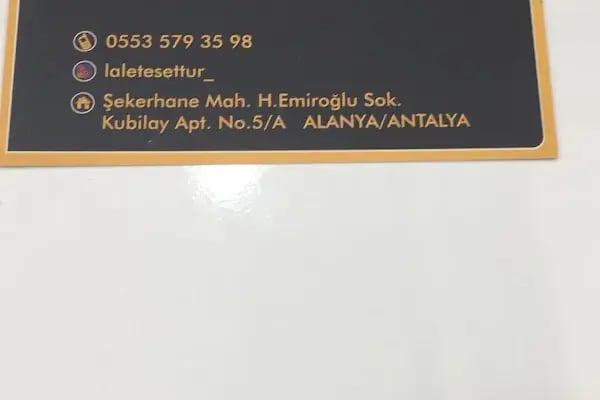 0553 579 35 98
laletesettur_
Şekerhane Mah. H.Emiroğlu Sok.
Kubilay Apt. No.5/A ALANYA/ANTALYA